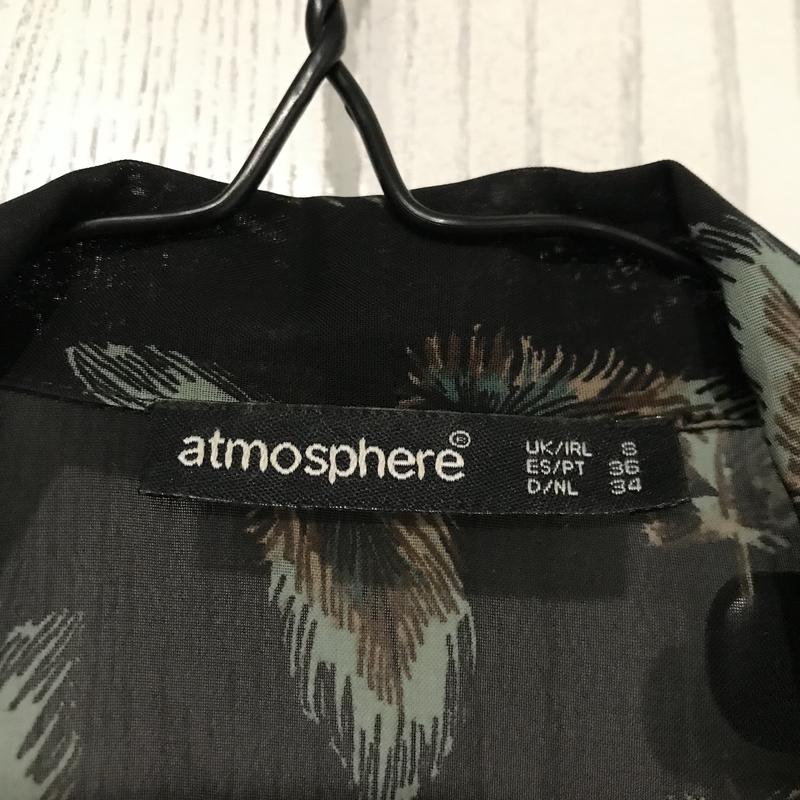 atmosphere®
UK/IRL 8
ES/PT 36
D/NL 34